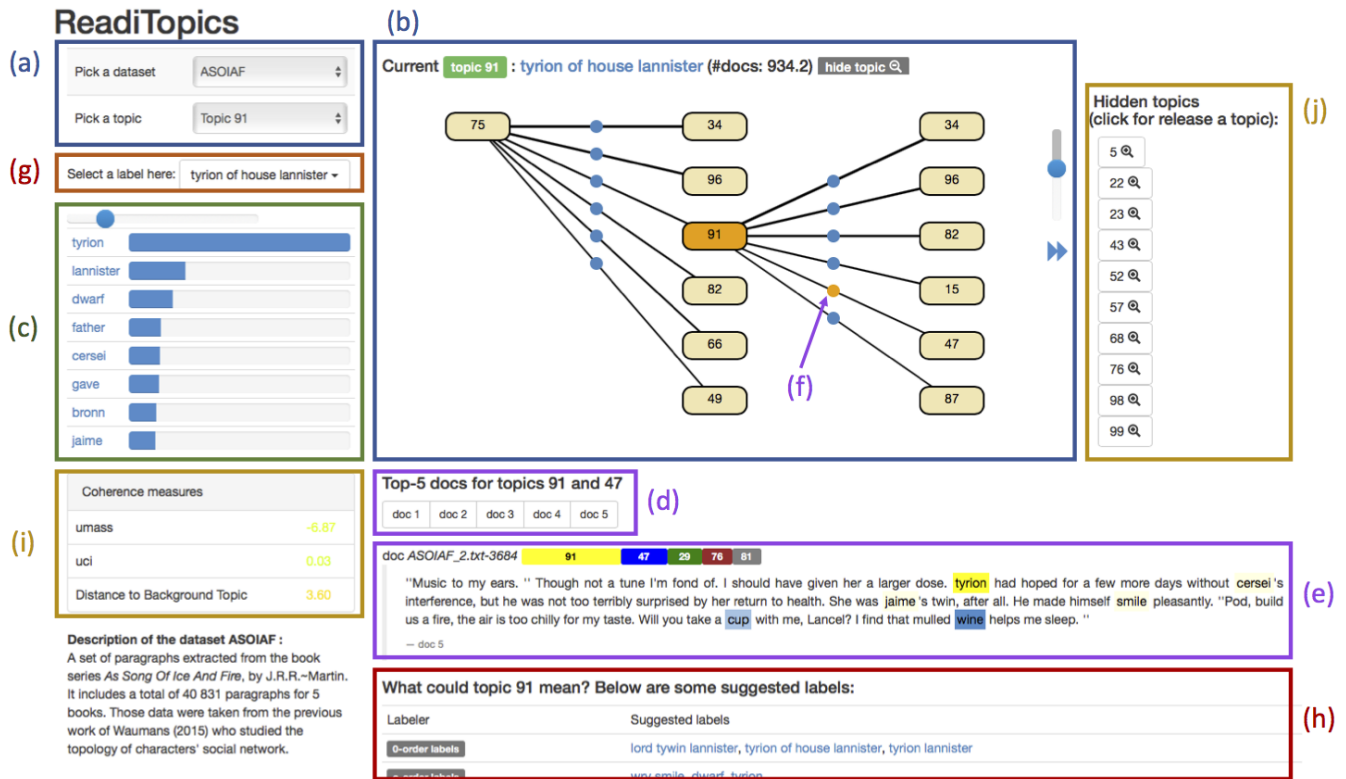 ReadiTopics
(a)
Pick a dataset ASOIAF
Pick a topic Topic 91
(g)
Select a label here: tyrion of house lannister
(c)
tyrion
lannister
dwarf
father
cersei
gave
bronn
jaime
(i)
Coherence measures
umass -6.87
uci 0.03
Distance to Background Topic 3.60
Description of the dataset ASOIAF :
A set of paragraphs extracted from the book
series As Song Of Ice And Fire, by J.R.R.~Martin.
It includes a total of 40 831 paragraphs for 5
books. Those data were taken from the previous
work of Waumans (2015) who studied the
topology of characters' social network.
(b)
Current topic 91 : tyrion of house lannister (#docs: 934.2) hide topic
75 34 34
96 96
91 82
82 15
66 47
49 87
(f)
(j)
Hidden topics
(click for release a topic):
5
22
23
43
52
57
68
76
98
99
Top-5 docs for topics 91 and 47
doc 1 doc 2 doc 3 doc 4 doc 5
(d)
doc ASOIAF_2.txt-3684 91 47 29 76 81
"Music to my ears. " Though not a tune I'm fond of. I should have given her a larger dose. tyrion had hoped for a few more days without cersei 's
interference, but he was not too terribly surprised by her return to health. She was jaime 's twin, after all. He made himself smile pleasantly. "Pod, build
us a fire, the air is too chilly for my taste. Will you take a cup with me, Lancel? I find that mulled wine helps me sleep. "
— doc 5
(e)
What could topic 91 mean? Below are some suggested labels:
Labeler Suggested labels
0-order labels lord tywin lannister, tyrion of house lannister, tyrion lannister
wry smile, dwarf, tyrion
(h)